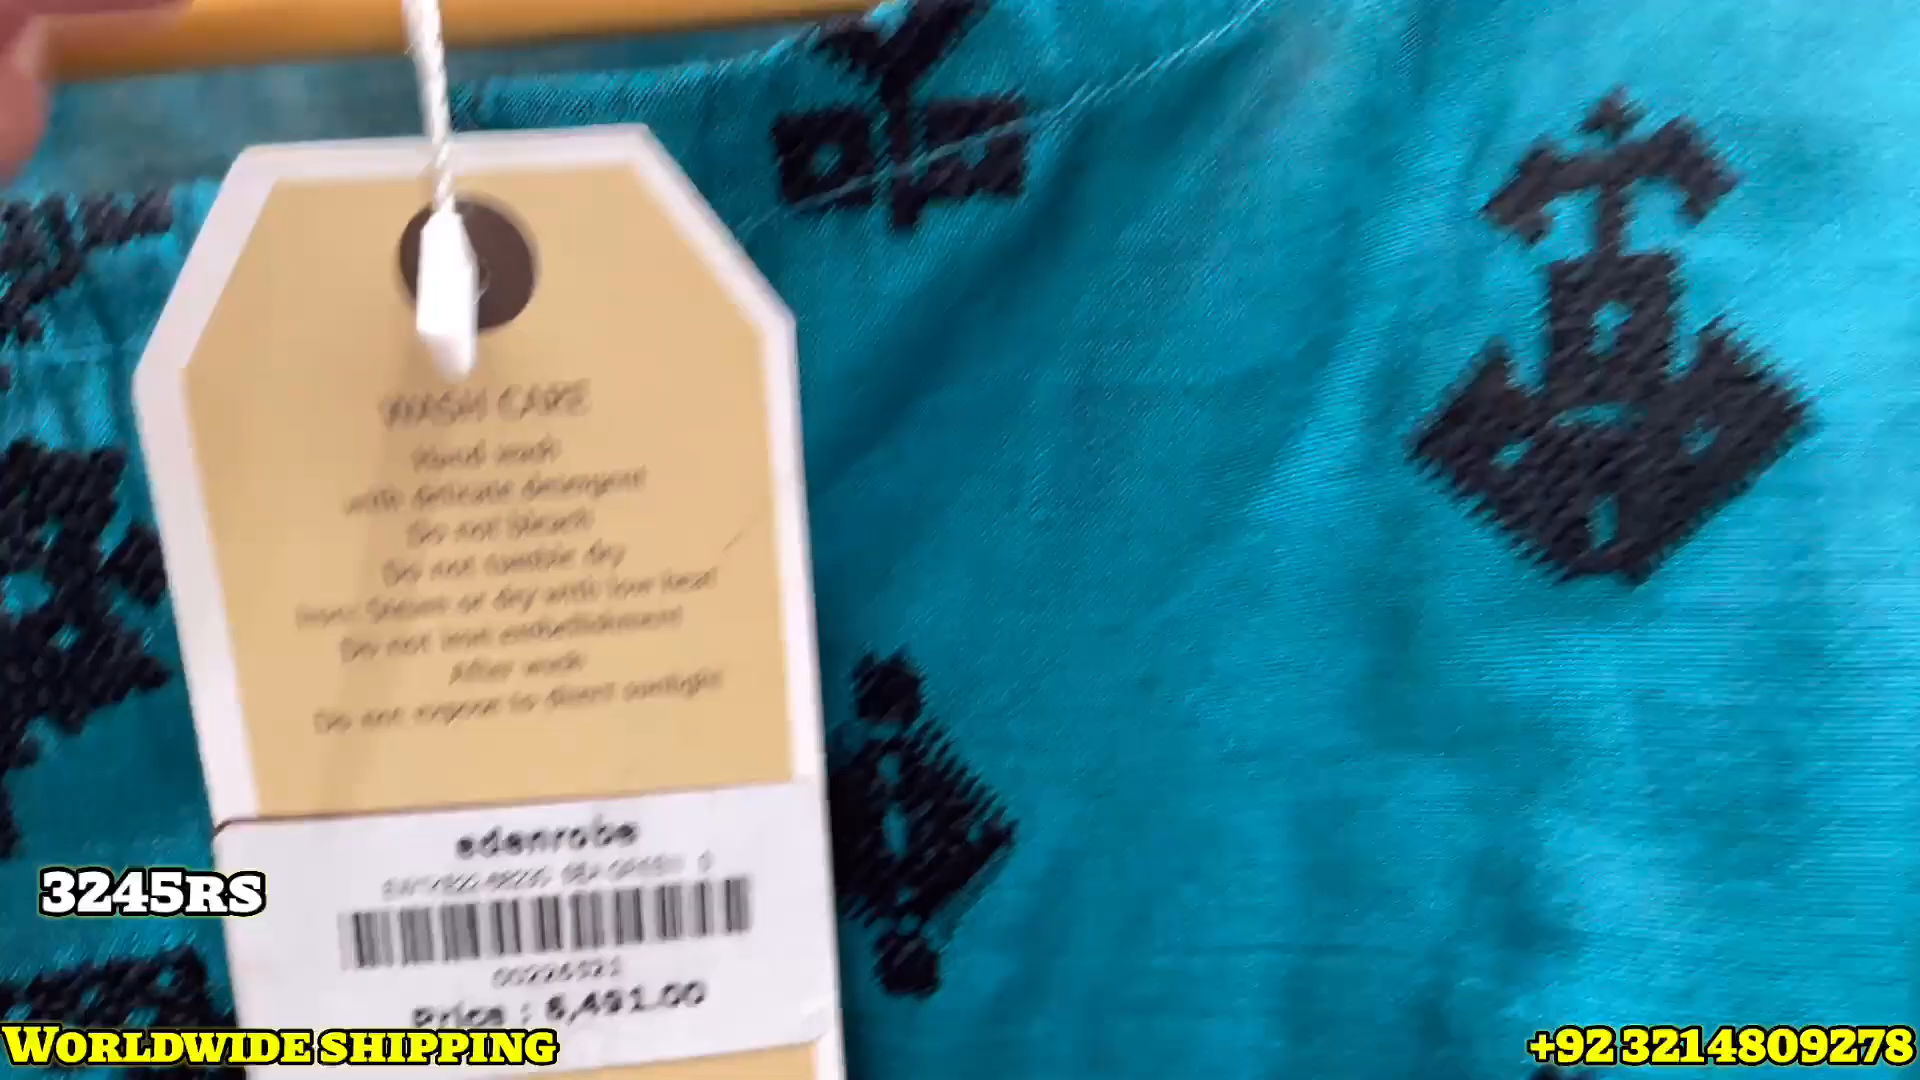 WASH CARE
Hand wash
with delicate detergent
Do not bleach
Do not tumble dry
Iron: Steam or dry with low heat
Do not iron embellishment
After wash
Do not expose to direct sunlight
edenrobe
Price : 6,491.00
3245RS
WORLDWIDE SHIPPING
+92 3214809278